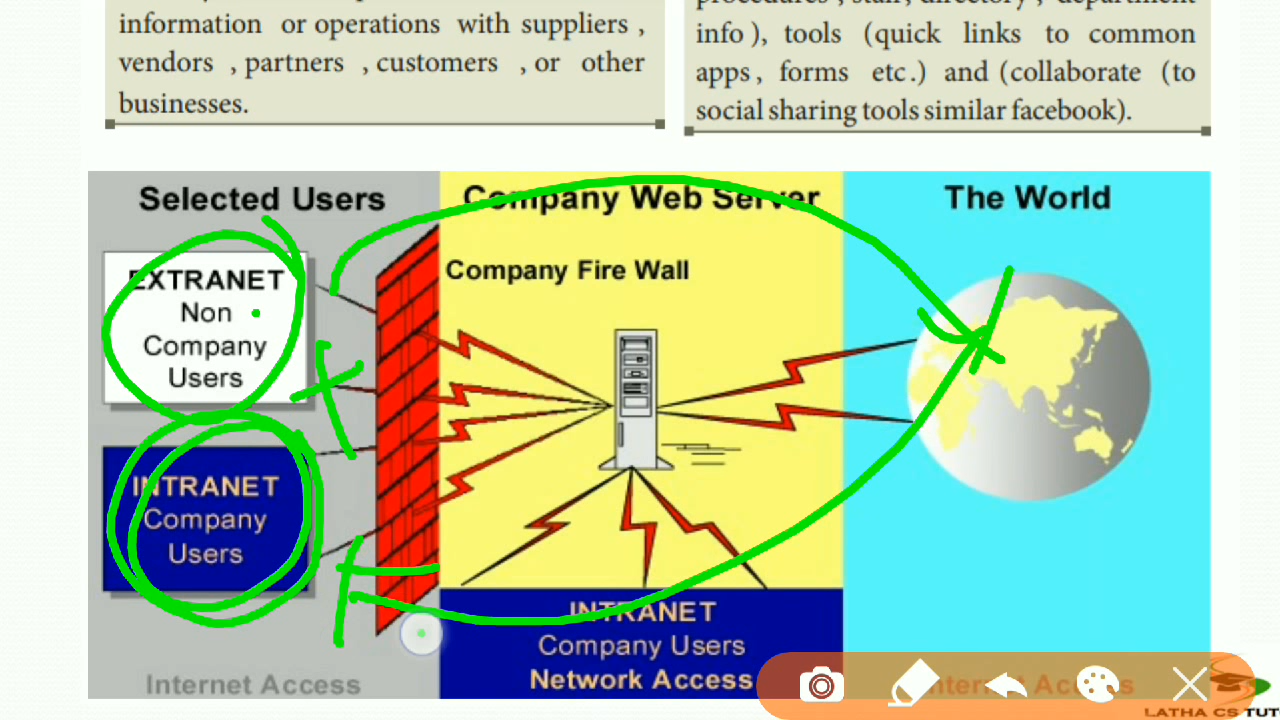 information or operations with suppliers ,
vendors , partners , customers , or other
businesses.
info ), tools (quick links to common
apps , forms etc.) and (collaborate (to
social sharing tools similar facebook).
Selected Users
EXTRANET
Non
Company
Users
INTRANET
Company
Users
Internet Access
Company Web Server
Company Fire Wall
INTRANET
Company Users
Network Access
The World
LATHA CS TUT